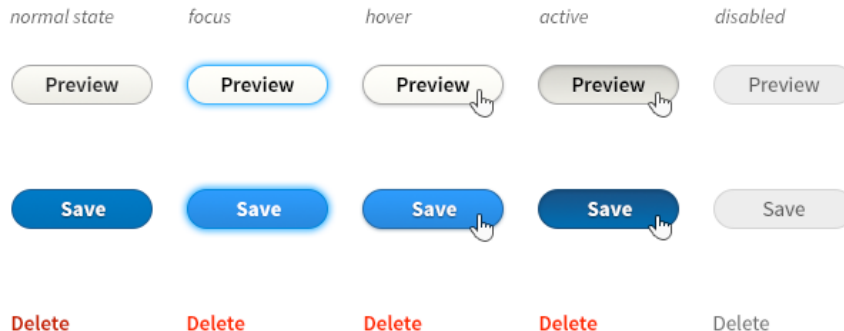 normal state focus hover active disabled
Preview Preview Preview Preview Preview
Save Save Save Save Save
Delete Delete Delete Delete Delete